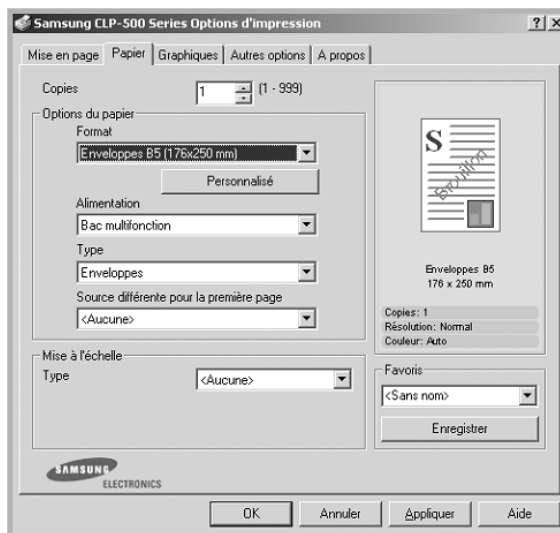 Samsung CLP-500 Series Options d'impression
Mise en page Papier Graphiques Autres options A propos
Copies 1 (1 - 999)
Options du papier
Format
Enveloppes B5 (176x250 mm)
Personnalisé
Alimentation
Bac multifonction
Type
Enveloppes
Source différente pour la première page
<Aucune>
Mise à l'échelle
Type <Aucune>
S
Brouillon
Enveloppes B5
176 x 250 mm
Copies: 1
Résolution: Normal
Couleur: Auto
Favoris
<Sans nom>
Enregistrer
SAMSUNG
ELECTRONICS
OK Annuler Appliquer Aide